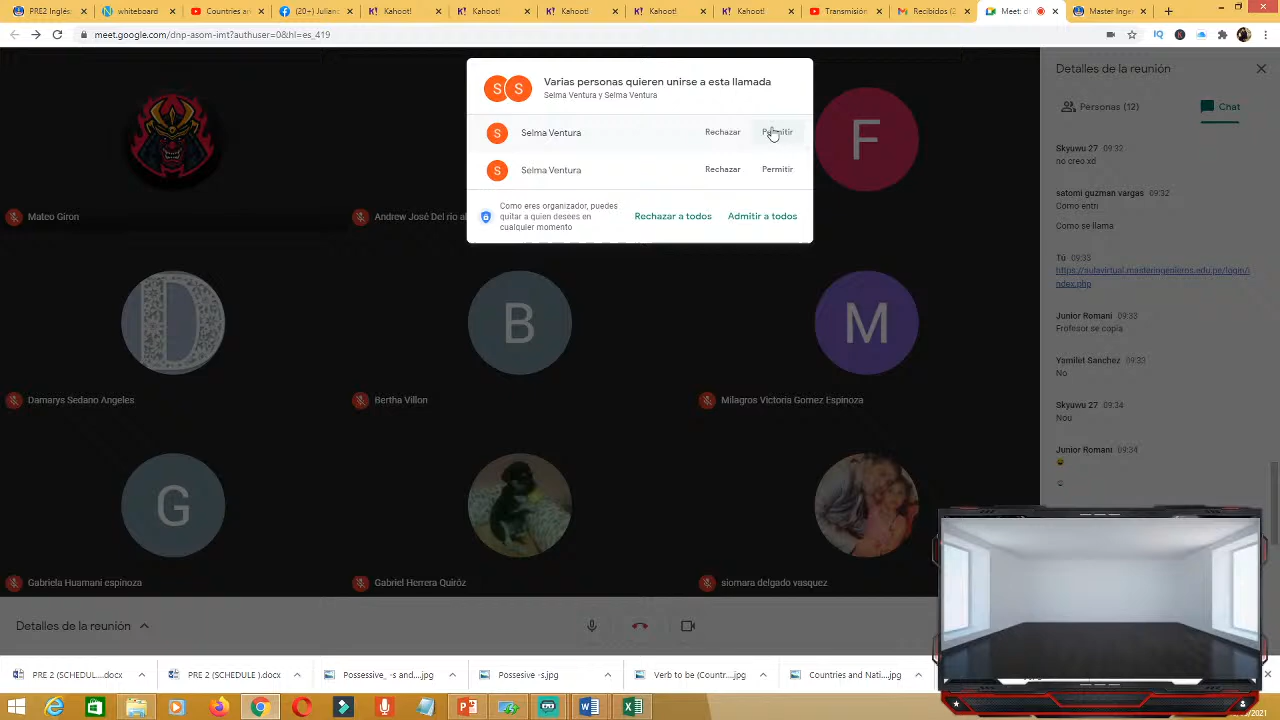 PRE2 Inglés:
whiteboard
Countries an
(20+) Julian
Kahoot!
Kahoot!
Kahoot!
Kahoot!
Kahoot!
Transmisión
Recibidos (2
Meet: d
Master Inge
meet.google.com/dnp-asom-imt?authuser=0&hl=es_419
Varias personas quieren unirse a esta llamada
Selma Ventura y Selma Ventura
Selma Ventura
Rechazar
Permitir
Selma Ventura
Rechazar
Permitir
Como eres organizador, puedes
quitar a quien desees en
cualquier momento
Rechazar a todos
Admitir a todos
S
S
S
S
F
Mateo Giron
Andrew José Del rio al
D
B
M
Damarys Sedano Angeles
Bertha Villon
Milagros Victoria Gomez Espinoza
G
Gabriela Huamani espinoza
Gabriel Herrera Quiróz
siomara delgado vasquez
Detalles de la reunión
Personas (12)
Chat
Skyuwu 27 09:32
no creo xd
satomi guzman vargas 09:32
Como entri
Como se llama
Tú 09:33
https://aulavirtual.masteringenieros.edu.pe/login/i
ndex.php
Junior Romani 09:33
Profesor se copia
Yamilet Sanchez 09:33
No
Skyuwu 27 09:34
Nou
Junior Romani 09:34
Detalles de la reunión
PRE 2 (SCHEDUL....docx
PRE 2 (SCHEDULE ).docx
Possessive, -s and....jpg
Possessive -s.jpg
Verb to be (Countr....jpg
Countries and Nati....jpg